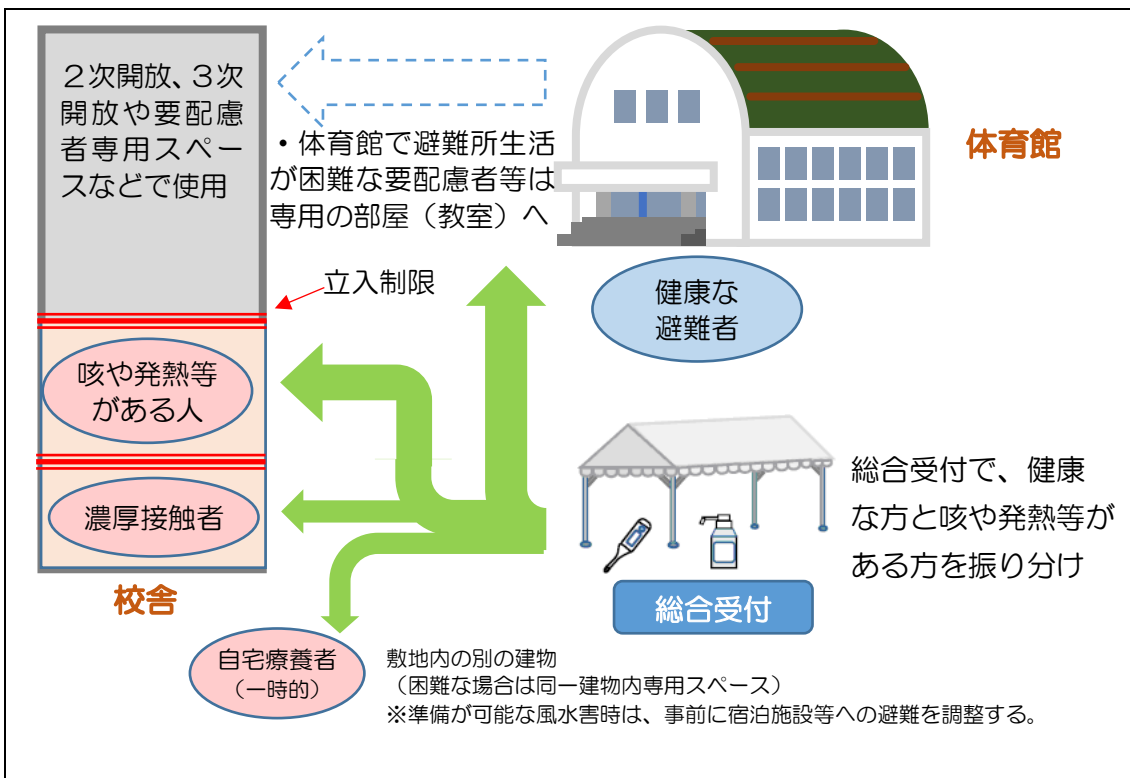 ２次開放、３次
開放や要配慮
者専用スペー
スなどで使用
・体育館で避難所生活
が困難な要配慮者等は
専用の部屋（教室）へ
体育館
立入制限
健康な
避難者
咳や発熱等
がある人
濃厚接触者
校舎
総合受付で、健康
な方と咳や発熱等が
ある方を振り分け
総合受付
自宅療養者
（一時的）
敷地内の別の建物
（困難な場合は同一建物内専用スペース）
※準備が可能な風水害時は、事前に宿泊施設等への避難を調整する。